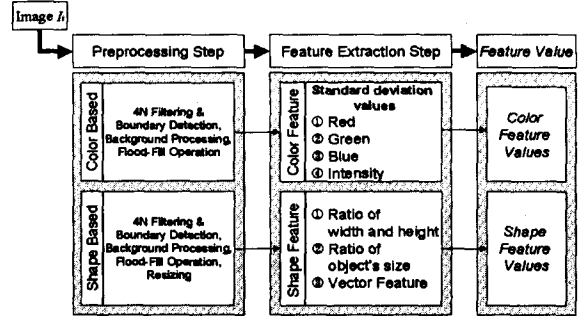 Image Iᵢ
Preprocessing Step
Feature Extraction Step
Feature Value
Color Based
4N Filtering &
Boundary Detection,
Background Processing,
Flood-Fill Operation
Color Feature
Standard deviation
values
① Red
② Green
③ Blue
④ Intensity
Color
Feature
Values
Shape Based
4N Filtering &
Boundary Detection,
Background Processing,
Flood-Fill Operation,
Resizing
Shape Feature
① Ratio of
width and height
② Ratio of
object's size
③ Vector Feature
Shape
Feature
Values